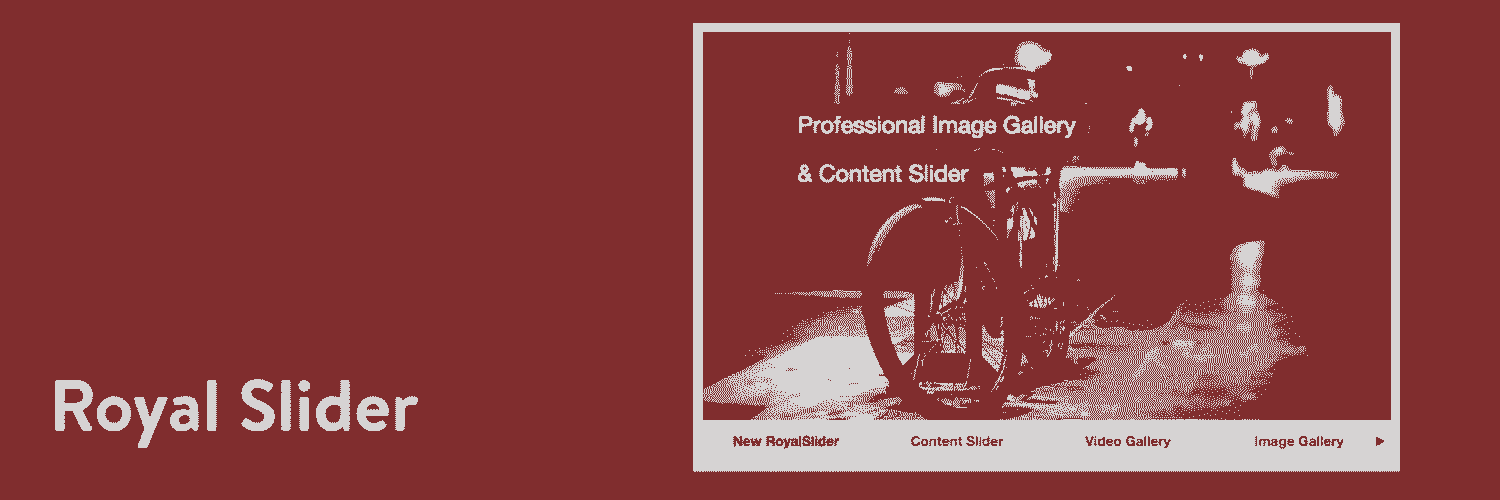 Royal Slider
Professional Image Gallery
& Content Slider
New RoyalSlider
Content Slider
Video Gallery
Image Gallery